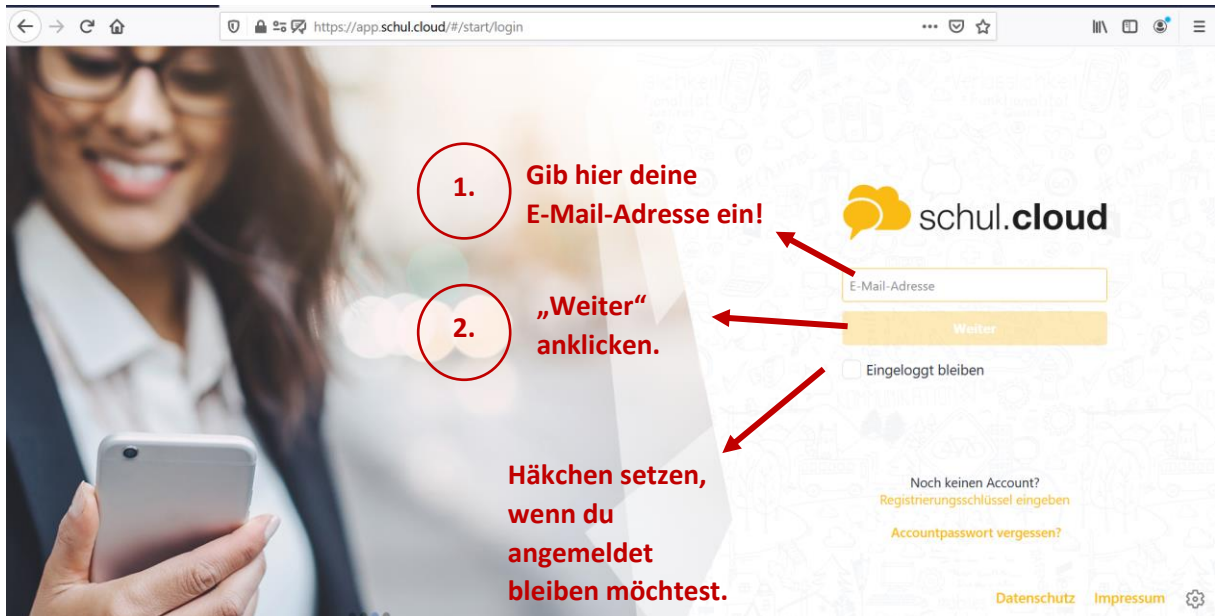 https://app.schul.cloud/#/start/login
1.
Gib hier deine
E-Mail-Adresse ein!
schul.cloud
E-Mail-Adresse
2.
„Weiter“
anklicken.
Weiter
Eingeloggt bleiben
Häkchen setzen,
wenn du
angemeldet
bleiben möchtest.
Noch keinen Account?
Registrierungsschlüssel eingeben
Accountpasswort vergessen?
Datenschutz Impressum